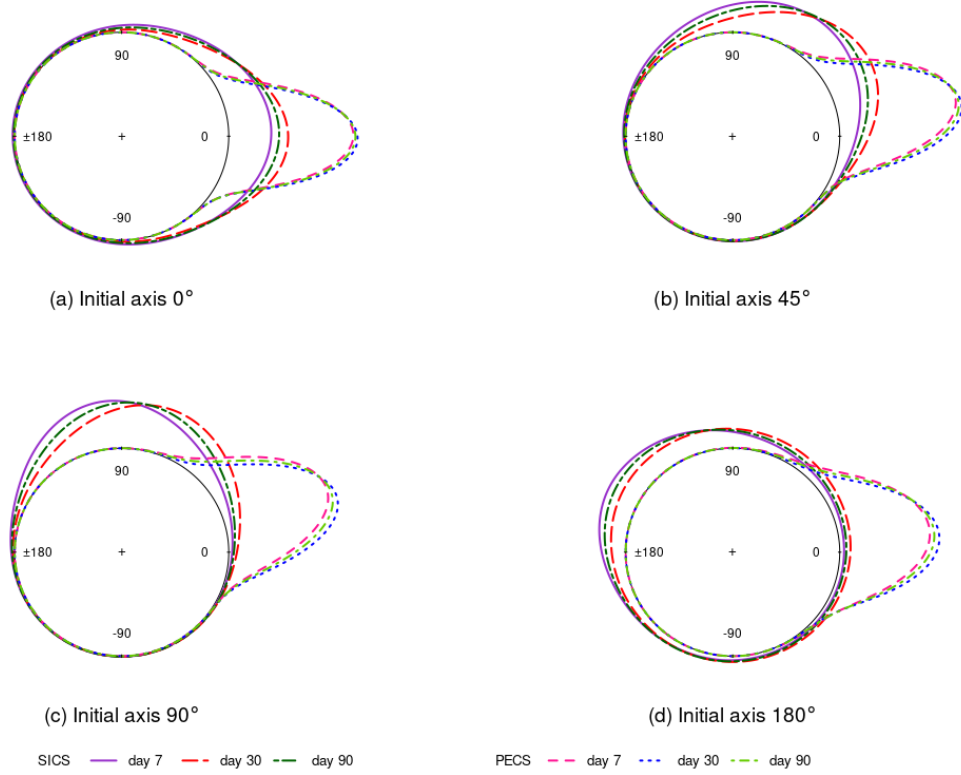 90 90
±180 + 0 ±180 + 0
-90 -90
(a) Initial axis 0° (b) Initial axis 45°
90 90
±180 + 0 ±180 + 0
-90 -90
(c) Initial axis 90° (d) Initial axis 180°
SICS day 7 day 30 day 90 PECS day 7 day 30 day 90